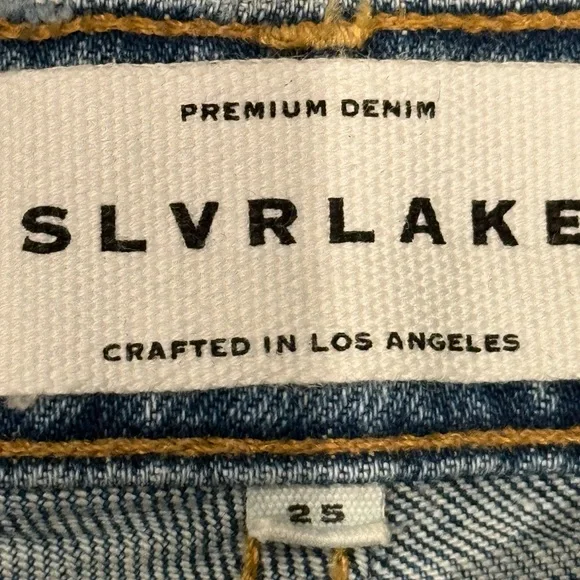 PREMIUM DENIM
SLVRLAKE
CRAFTED IN LOS ANGELES
25